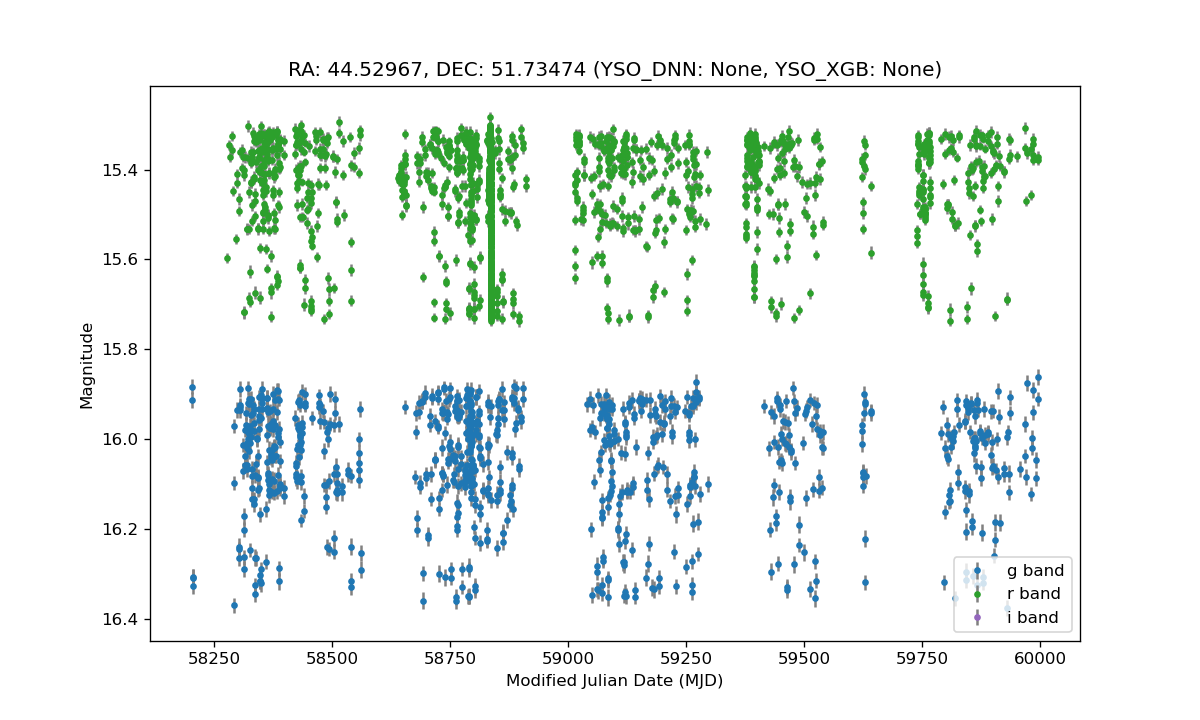 RA: 44.52967, DEC: 51.73474 (YSO_DNN: None, YSO_XGB: None)
Magnitude
15.4
15.6
15.8
16.0
16.2
16.4
g band
r band
i band
58250 58500 58750 59000 59250 59500 59750 60000
Modified Julian Date (MJD)